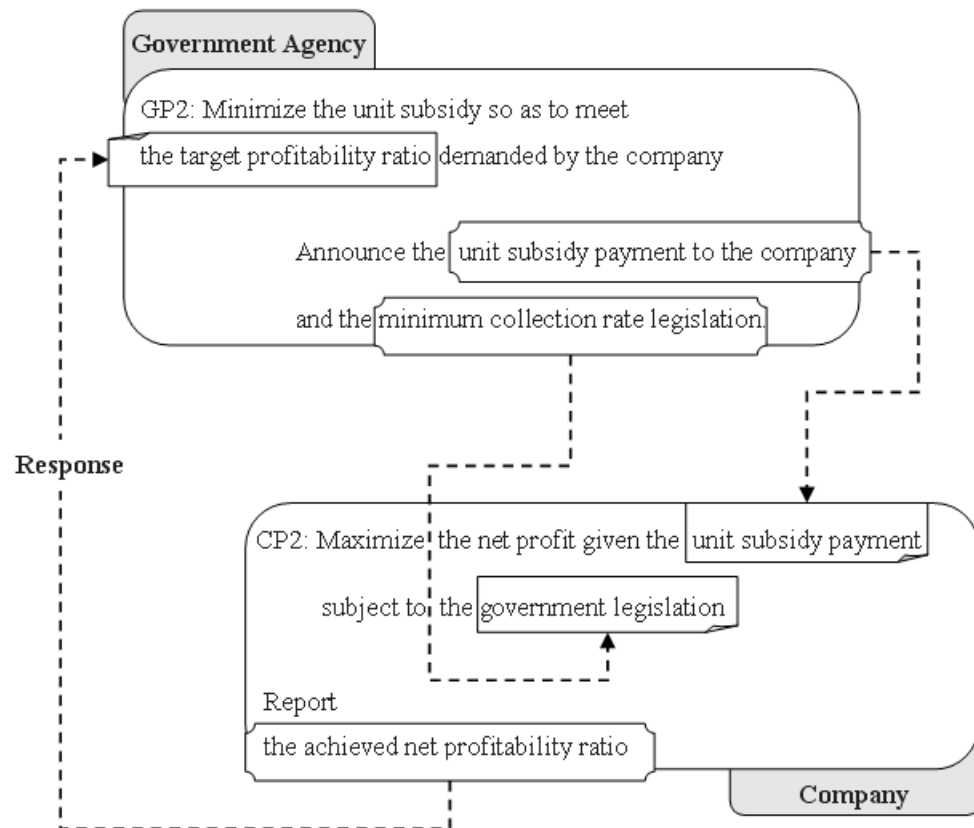 Government Agency
GP2: Minimize the unit subsidy so as to meet
the target profitability ratio demanded by the company
Announce the unit subsidy payment to the company
and the minimum collection rate legislation.
Response
CP2: Maximize the net profit given the unit subsidy payment
subject to the government legislation
Report
the achieved net profitability ratio
Company